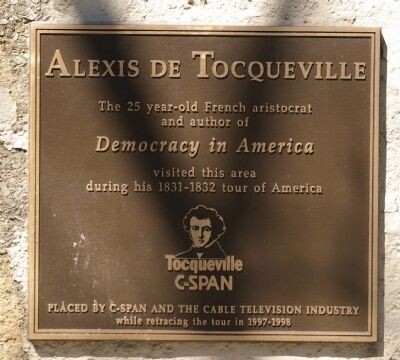 ALEXIS DE TOCQUEVILLE
The 25 year-old French aristocrat
and author of
Democracy in America
visited this area
during his 1831-1832 tour of America
Tocqueville
C-SPAN
PLACED BY C-SPAN AND THE CABLE TELEVISION INDUSTRY
while retracing the tour in 1997-1998